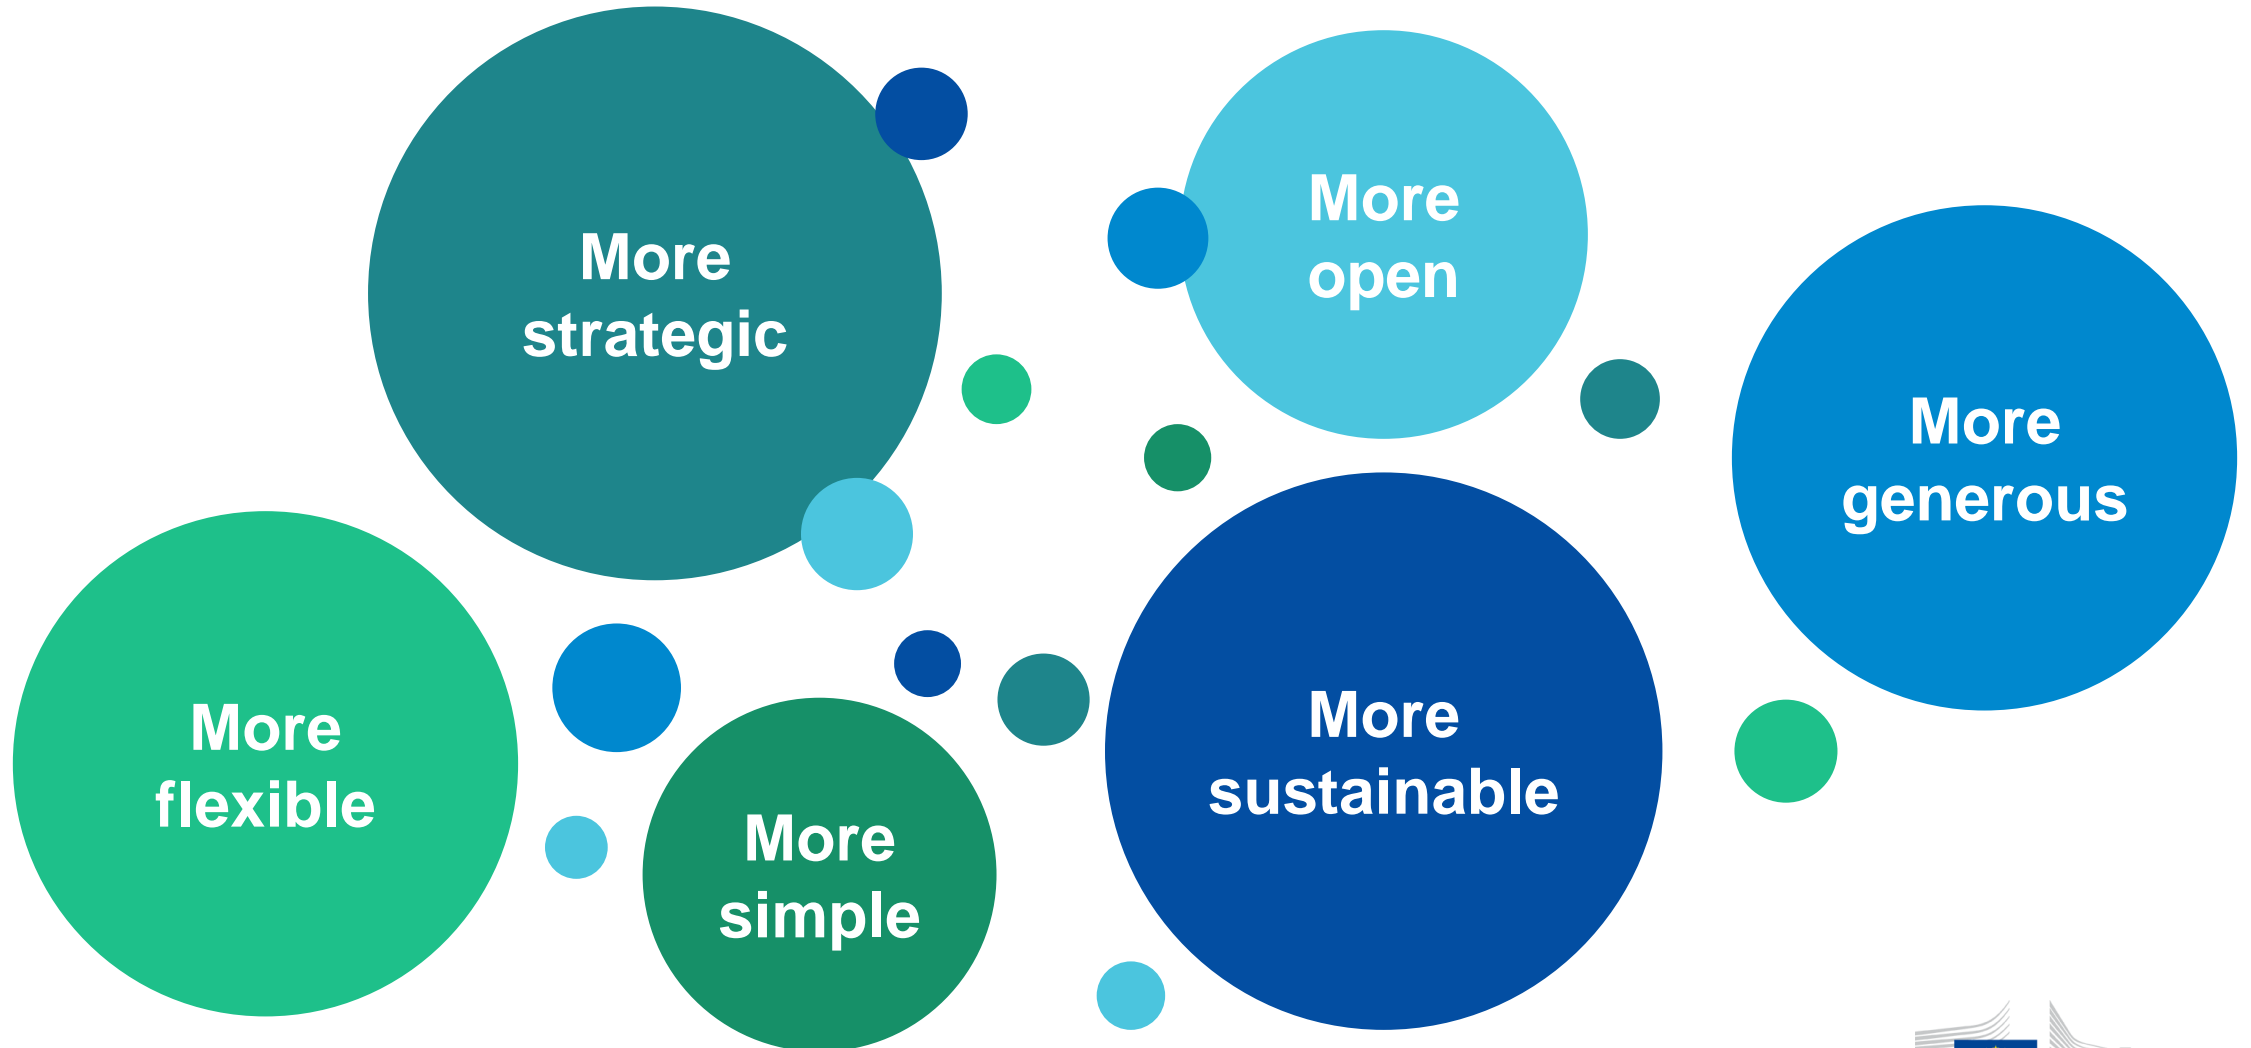 More
strategic
More
open
More
generous
More
flexible
More
simple
More
sustainable